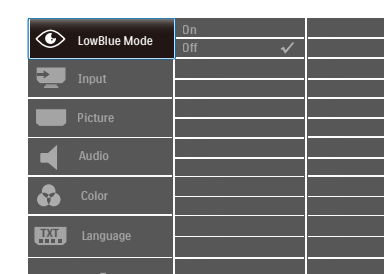 LowBlue Mode
On
Off
Input
Picture
Audio
Color
TXT
Language